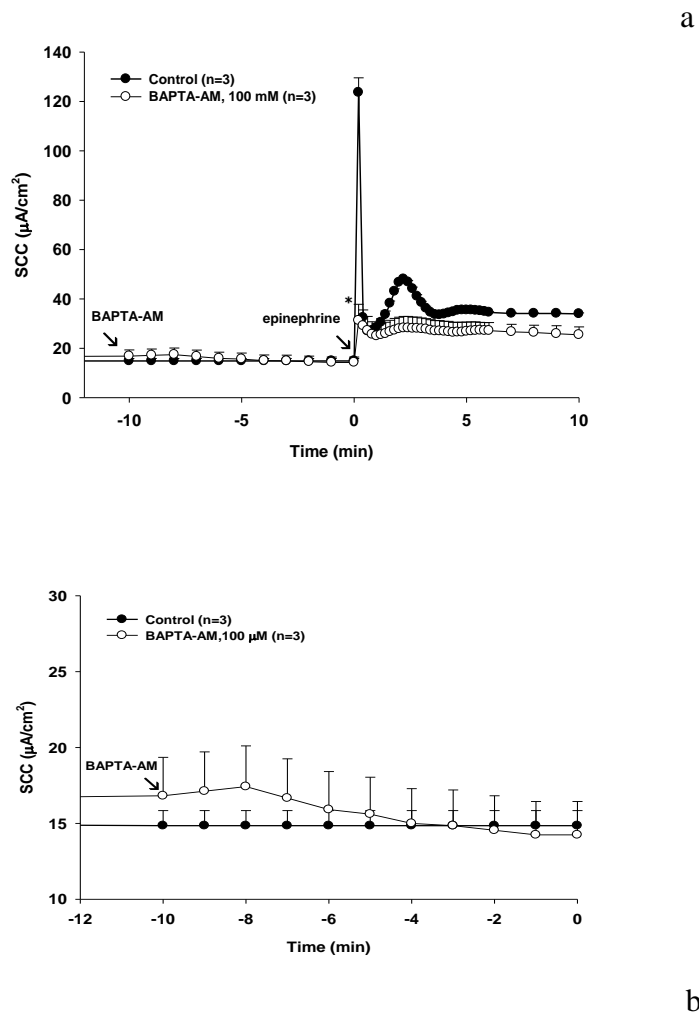 a
140
120
100
80
60
40
20
0
SCC (µA/cm²)
Control (n=3)
BAPTA-AM, 100 mM (n=3)
BAPTA-AM
*
epinephrine
-10 -5 0 5 10
Time (min)
30
25
20
15
10
SCC (µA/cm²)
Control (n=3)
BAPTA-AM,100 µM (n=3)
BAPTA-AM
-12 -10 -8 -6 -4 -2 0
Time (min)
b